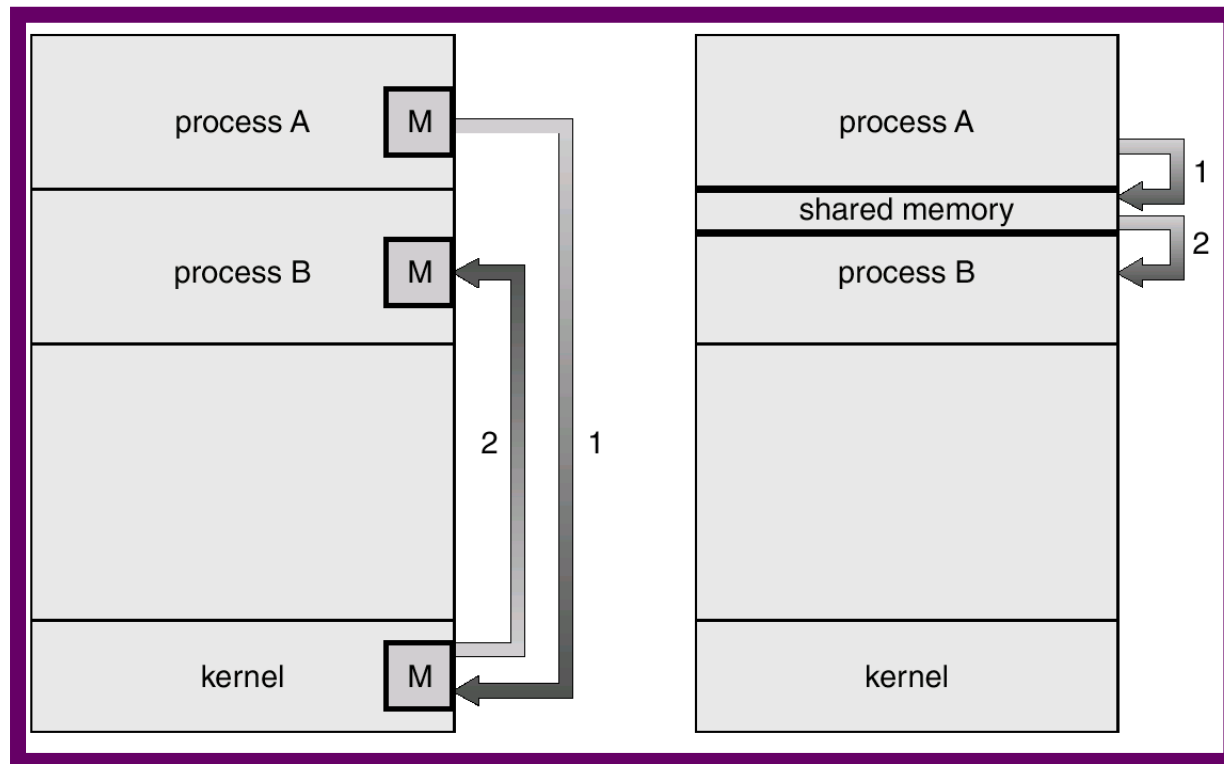 process A
M
process B
M
2
1
kernel
M
process A
1
shared memory
2
process B
kernel